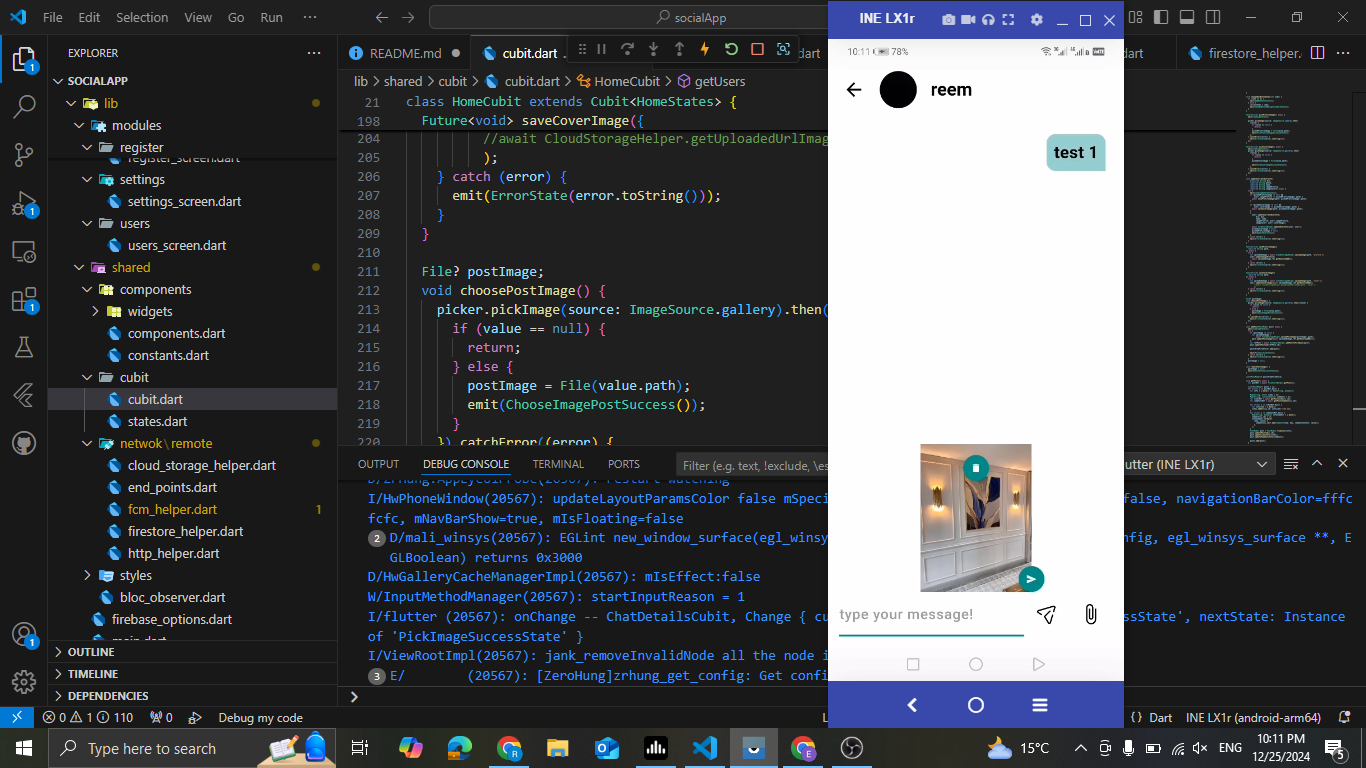 File Edit Selection View Go Run ···
socialApp
INE LX1r
EXPLORER
SOCIALAPP
lib
modules
register
register_screen.dart
settings
settings_screen.dart
users
users_screen.dart
shared
components
widgets
components.dart
constants.dart
cubit
cubit.dart
states.dart
netwok\remote
cloud_storage_helper.dart
end_points.dart
fcm_helper.dart 1
firestore_helper.dart
http_helper.dart
styles
bloc_observer.dart
firebase_options.dart
main.dart
OUTLINE
TIMELINE
DEPENDENCIES
README.md
cubit.dart
firestore_helper.
lib > shared > cubit > cubit.dart > HomeCubit > getUsers
21 class HomeCubit extends Cubit<HomeStates> {
198 Future<void> saveCoverImage({
204 //await CloudStorageHelper.getUploadedUrlImag
205 );
206 } catch (error) {
207 emit(ErrorState(error.toString()));
208 }
209 }
210
211 File? postImage;
212 void choosePostImage() {
213 picker.pickImage(source: ImageSource.gallery).then(
214 if (value == null) {
215 return;
216 } else {
217 postImage = File(value.path);
218 emit(ChooseImagePostSuccess());
219 }
220 }).catchError((error) {
OUTPUT DEBUG CONSOLE TERMINAL PORTS
Filter (e.g. text, !exclude, \es
utter (INE LX1r)
I/HwPhoneWindow(20567): updateLayoutParamsColor false mSpeci
false, navigationBarColor=fffc
fcfc, mNavBarShow=true, mIsFloating=false
2 D/mali_winsys(20567): EGLint new_window_surface(egl_winsy
nfig, egl_winsys_surface **, E
GLBoolean) returns 0x3000
D/HwGalleryCacheManagerImpl(20567): mIsEffect:false
W/InputMethodManager(20567): startInputReason = 1
I/flutter (20567): onChange -- ChatDetailsCubit, Change { cu
essState', nextState: Instance
of 'PickImageSuccessState' }
I/ViewRootImpl(20567): jank_removeInvalidNode all the node i
3 E/ (20567): [ZeroHung]zrhung_get_config: Get confi
10:11 78%
reem
test 1
type your message!
0 1 110 0 Debug my code
{} Dart INE LX1r (android-arm64)
Type here to search
15°C
ENG
10:11 PM
12/25/2024
5